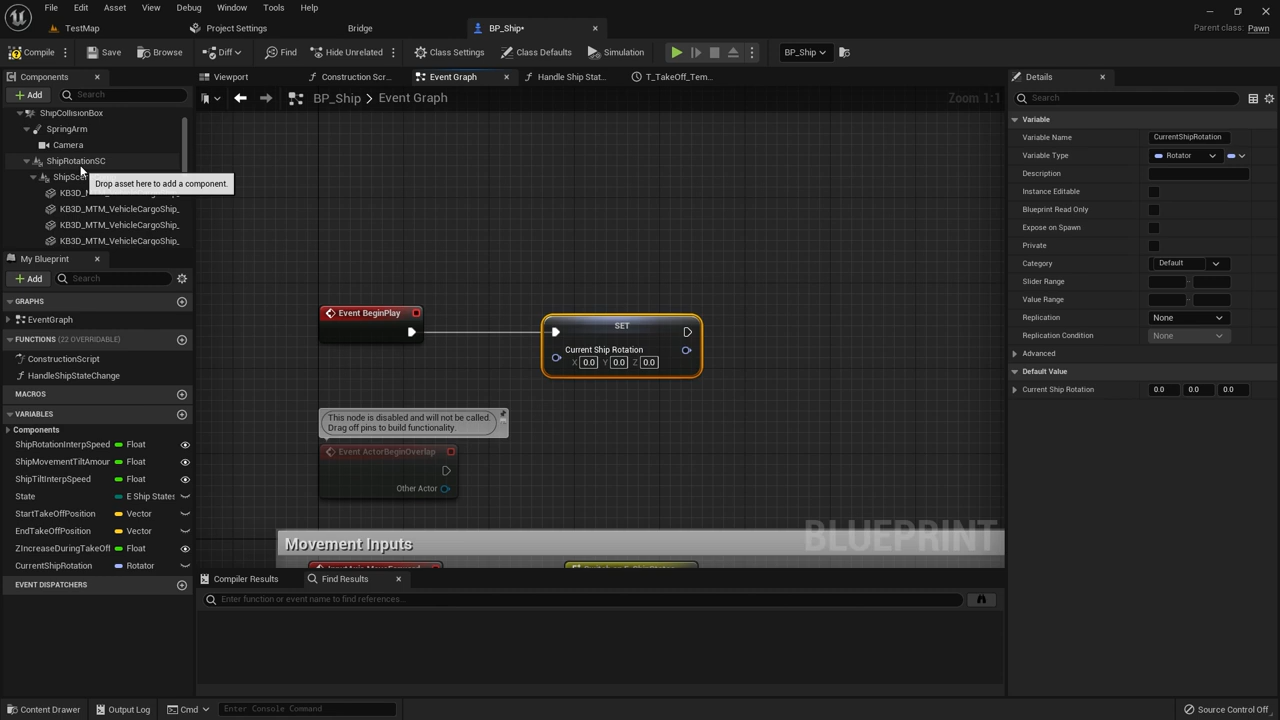 File Edit Asset View Debug Window Tools Help
TestMap Project Settings Bridge BP_Ship* Parent class: Pawn
Compile Save Browse Diff Find Hide Unrelated Class Settings Class Defaults Simulation BP_Ship
Components
Add Search
ShipCollisionBox
SpringArm
Camera
ShipRotationSC
Drop asset here to add a component.
KB3D_MTM_VehicleCargoShip_
KB3D_MTM_VehicleCargoShip_
KB3D_MTM_VehicleCargoShip_
My Blueprint
Add Search
GRAPHS
EventGraph
FUNCTIONS (22 OVERRIDABLE)
ConstructionScript
HandleShipStateChange
MACROS
VARIABLES
Components
ShipRotationInterpSpeed Float
ShipMovementTiltAmour Float
ShipTiltInterpSpeed Float
State E Ship States
StartTakeOffPosition Vector
EndTakeOffPosition Vector
ZIncreaseDuringTakeOff Float
CurrentShipRotation Rotator
EVENT DISPATCHERS
Viewport Construction Scr... Event Graph Handle Ship Stat... T_TakeOff_Tem...
BP_Ship > Event Graph Zoom 1:1
Event BeginPlay
SET
Current Ship Rotation
X 0.0 Y 0.0 Z 0.0
This node is disabled and will not be called.
Drag off pins to build functionality.
Event ActorBeginOverlap
Other Actor
BLUEPRINT
Movement Inputs
Compiler Results Find Results
Enter function or event name to find references...
Details
Search
Variable
Variable Name CurrentShipRotation
Variable Type Rotator
Description
Instance Editable
Blueprint Read Only
Expose on Spawn
Private
Category Default
Slider Range
Value Range
Replication None
Replication Condition None
Advanced
Default Value
Current Ship Rotation 0.0 0.0 0.0
Content Drawer Output Log Cmd Enter Console Command Source Control Off